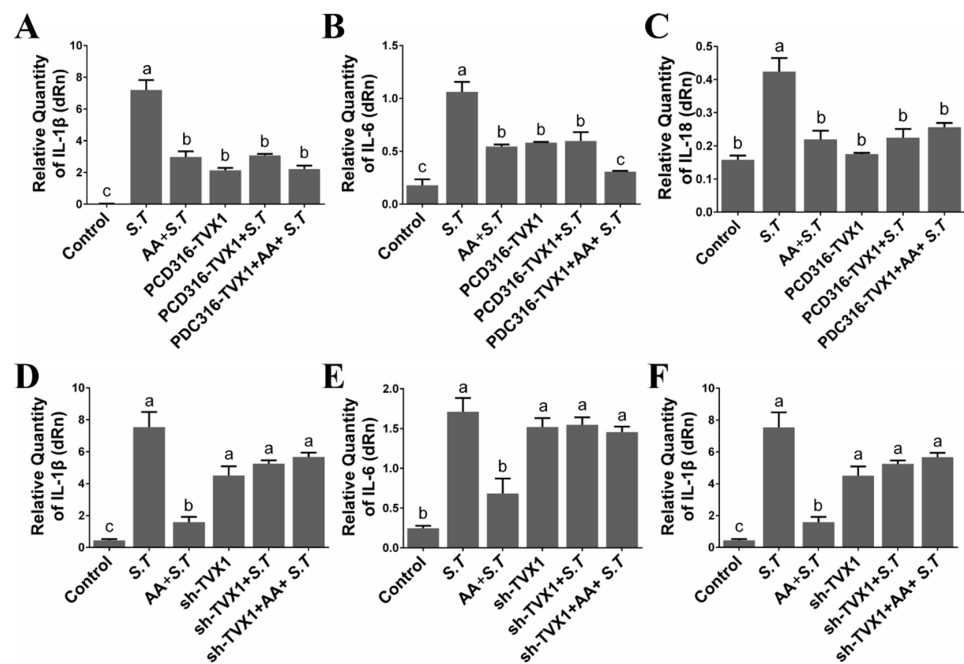 A
Relative Quantity
of IL-1β (dRn)
10
8
6
4
2
0
c
a
b
b
b
b
Control
S.T
AA+S.T
PCD316-TVX1
PCD316-TVX1+S.T
PDC316-TVX1+AA+ S.T
B
Relative Quantity
of IL-6 (dRn)
1.5
1.0
0.5
0.0
c
a
b
b
b
c
Control
S.T
AA+S.T
PCD316-TVX1
PCD316-TVX1+S.T
PDC316-TVX1+AA+ S.T
C
Relative Quantity
of IL-18 (dRn)
0.5
0.4
0.3
0.2
0.1
0.0
b
a
b
b
b
b
Control
S.T
AA+S.T
PCD316-TVX1
PCD316-TVX1+S.T
PDC316-TVX1+AA+ S.T
D
Relative Quantity
of IL-1β (dRn)
10
8
6
4
2
0
c
a
b
a
a
a
Control
S.T
AA+S.T
sh-TVX1
sh-TVX1+S.T
sh-TVX1+AA+ S.T
E
Relative Quantity
of IL-6 (dRn)
2.0
1.5
1.0
0.5
0.0
b
a
b
a
a
a
Control
S.T
AA+S.T
sh-TVX1
sh-TVX1+S.T
sh-TVX1+AA+ S.T
F
Relative Quantity
of IL-1β (dRn)
10
8
6
4
2
0
c
a
b
a
a
a
Control
S.T
AA+S.T
sh-TVX1
sh-TVX1+S.T
sh-TVX1+AA+ S.T